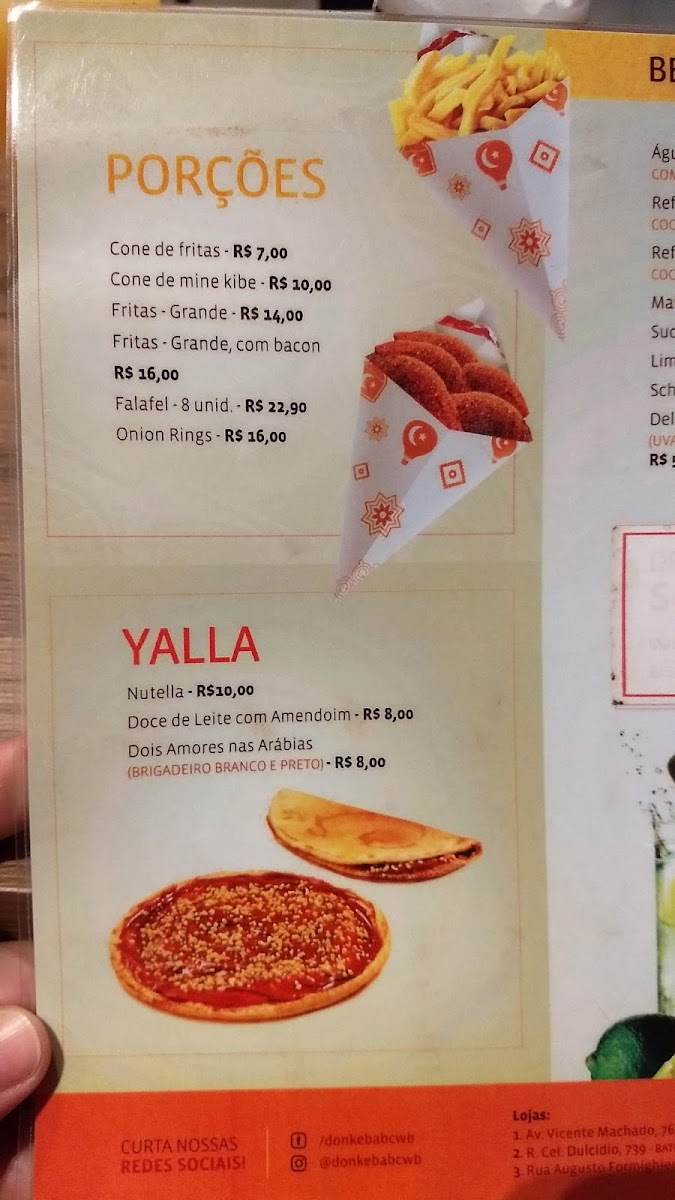 PORÇÕES
Cone de fritas - R$ 7,00
Cone de mine kibe - R$ 10,00
Fritas - Grande - R$ 14,00
Fritas - Grande, com bacon
R$ 16,00
Falafel - 8 unid. - R$ 22,90
Onion Rings - R$ 16,00
YALLA
Nutella - R$10,00
Doce de Leite com Amendoim - R$ 8,00
Dois Amores nas Arábias
(BRIGADEIRO BRANCO E PRETO) - R$ 8,00
CURTA NOSSAS
REDES SOCIAIS!
/donkebabcwb
@donkebabcwb
Lojas:
1. Av. Vicente Machado, 76
2. R. Cel. Dulcídio, 739
3. Rua Augusto
(UVA
R$